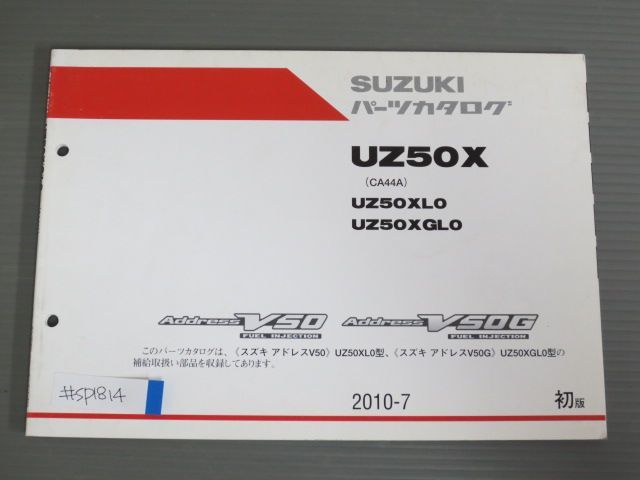 SUZUKI
パーツカタログ
UZ50X
(CA44A)
UZ50XL0
UZ50XGL0
Address V50
FUEL INJECTION
Address V50G
FUEL INJECTION
このパーツカタログは、《スズキ アドレスV50》UZ50XL0型、《スズキ アドレスV50G》UZ50XGL0型の
補給取扱い部品を収録してあります。
#SP1814
2010-7
初版